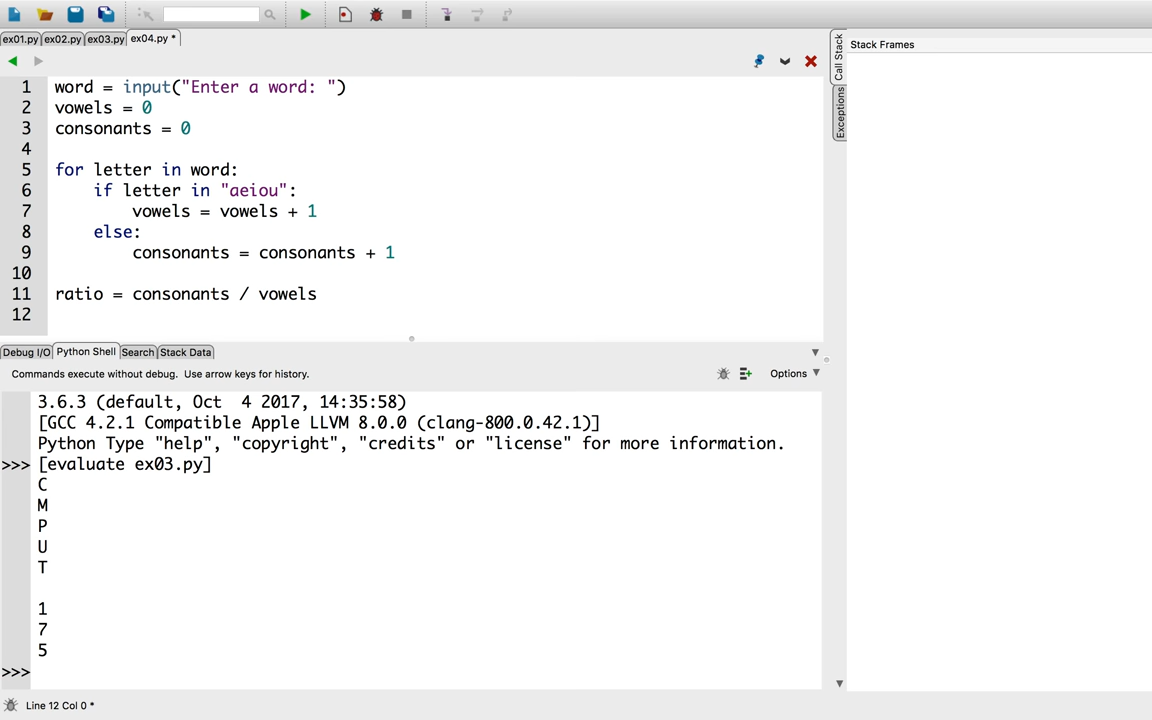 ex01.py ex02.py ex03.py ex04.py *
Call Stack
Exceptions
Stack Frames
1 word = input("Enter a word: ")
2 vowels = 0
3 consonants = 0
4
5 for letter in word:
6     if letter in "aeiou":
7         vowels = vowels + 1
8     else:
9         consonants = consonants + 1
10
11 ratio = consonants / vowels
12
Debug I/O Python Shell Search Stack Data
Commands execute without debug.  Use arrow keys for history. Options
3.6.3 (default, Oct  4 2017, 14:35:58)
[GCC 4.2.1 Compatible Apple LLVM 8.0.0 (clang-800.0.42.1)]
Python Type "help", "copyright", "credits" or "license" for more information.
>>> [evaluate ex03.py]
C
M
P
U
T
1
7
5
>>>
Line 12 Col 0 *